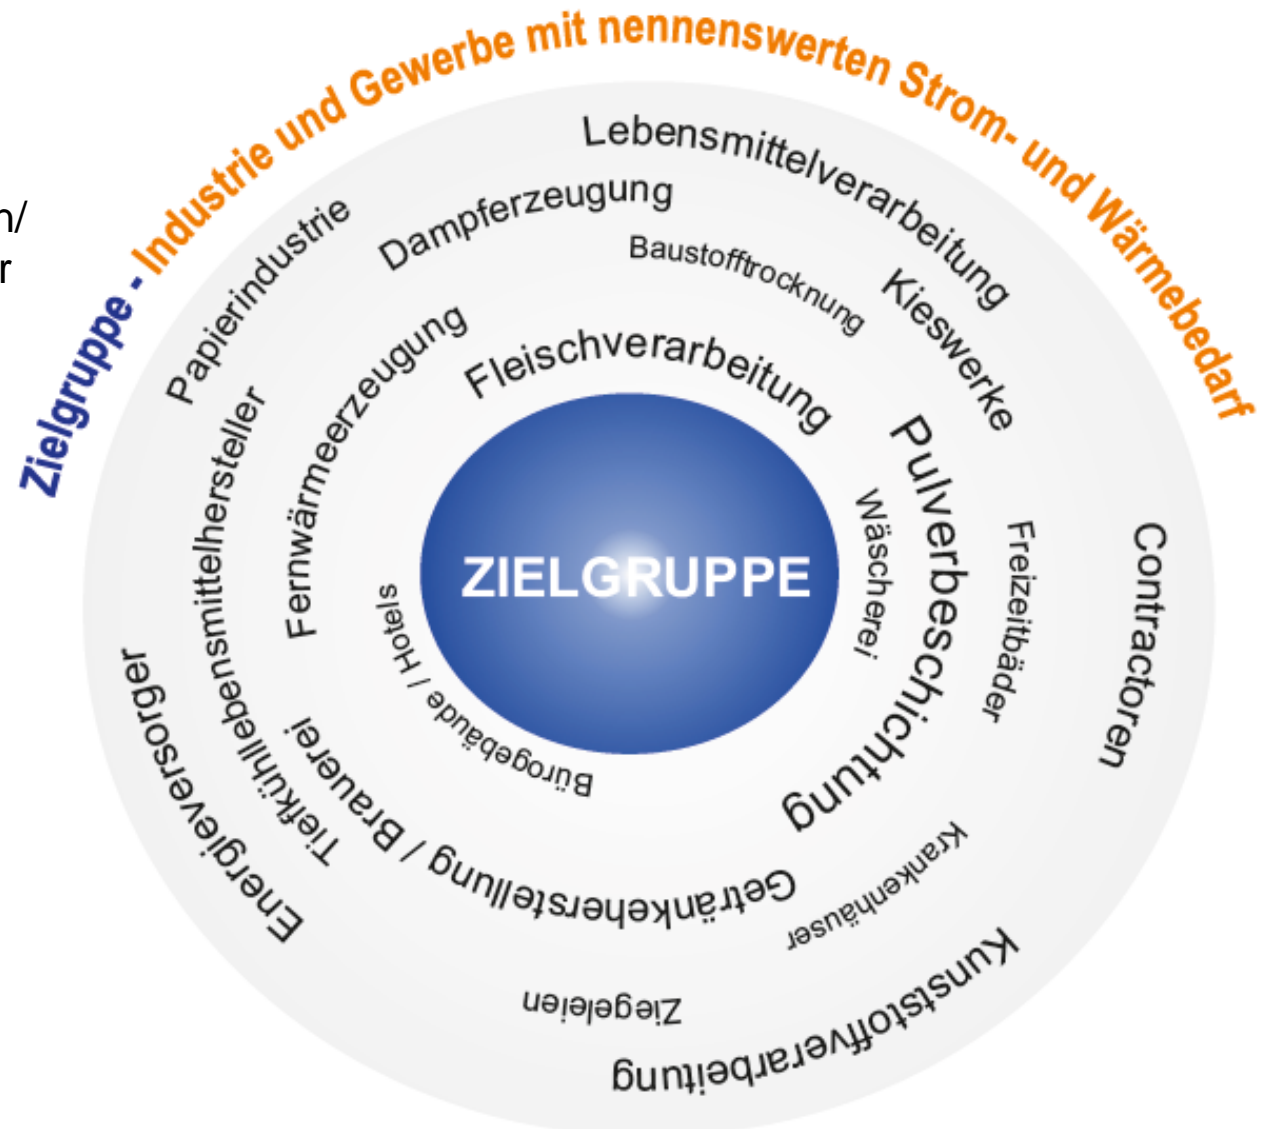 Zielgruppe - Industrie und Gewerbe mit nennenswerten Strom- und Wärmebedarf
n/
r
Lebensmittelverarbeitung
Dampferzeugung
Papierindustrie
Baustofftrocknung
Kieswerke
Fernwärmeerzeugung
Fleischverarbeitung
Tiefkühllebensmittelhersteller
Pulverbeschichtung
Wäscherei
Freizeitbäder
Contractoren
ZIELGRUPPE
Bürogebäude / Hotels
Energieversorger
Getränkeherstellung / Brauerei
Krankenhäuser
Ziegeleien
Kunststoffverarbeitung